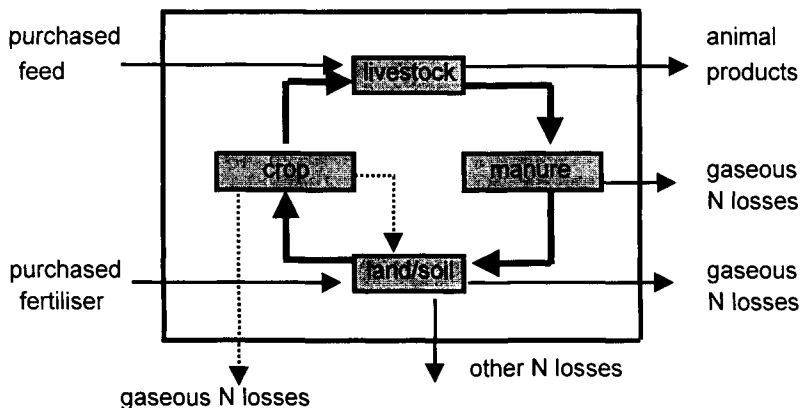 purchased
feed
livestock
animal
products
crop
manure
gaseous
N losses
purchased
fertiliser
land/soil
gaseous
N losses
other N losses
gaseous N losses